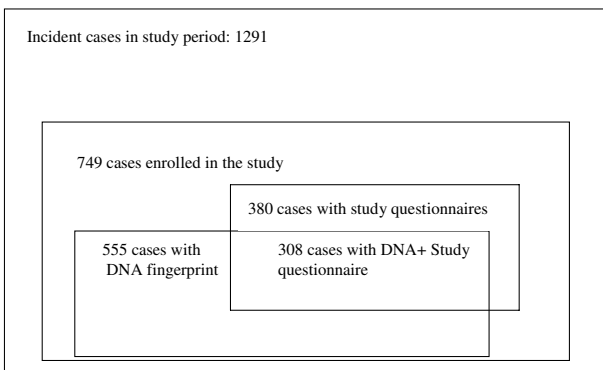 Incident cases in study period: 1291
749 cases enrolled in the study
380 cases with study questionnaires
555 cases with
DNA fingerprint
308 cases with DNA+ Study
questionnaire